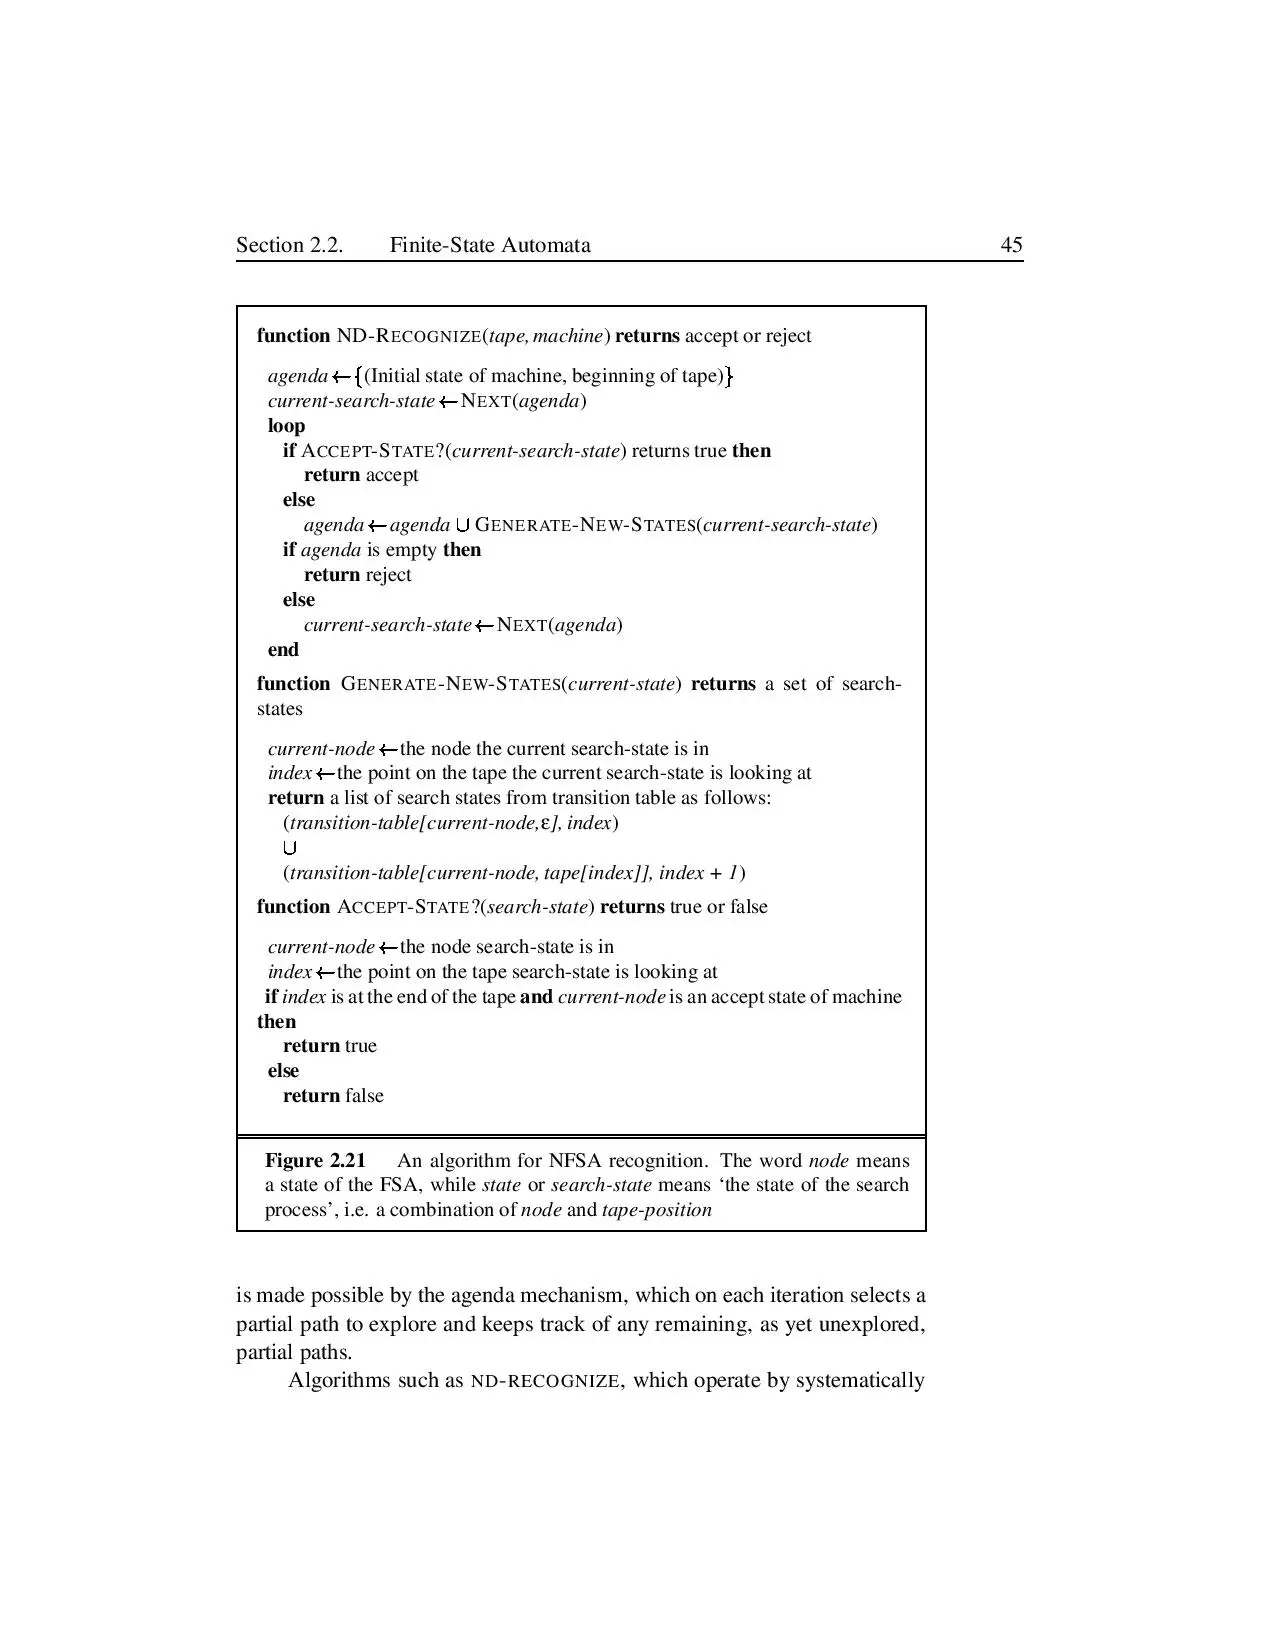 Section 2.2. Finite-State Automata 45
function ND-RECOGNIZE(tape, machine) returns accept or reject
agenda ← {(Initial state of machine, beginning of tape)}
current-search-state ← NEXT(agenda)
loop
if ACCEPT-STATE?(current-search-state) returns true then
return accept
else
agenda ← agenda ∪ GENERATE-NEW-STATES(current-search-state)
if agenda is empty then
return reject
else
current-search-state ← NEXT(agenda)
end
function GENERATE-NEW-STATES(current-state) returns a set of search-
states
current-node ← the node the current search-state is in
index ← the point on the tape the current search-state is looking at
return a list of search states from transition table as follows:
(transition-table[current-node,ε], index)
∪
(transition-table[current-node, tape[index]], index + 1)
function ACCEPT-STATE?(search-state) returns true or false
current-node ← the node search-state is in
index ← the point on the tape search-state is looking at
if index is at the end of the tape and current-node is an accept state of machine
then
return true
else
return false
Figure 2.21 An algorithm for NFSA recognition. The word node means
a state of the FSA, while state or search-state means ‘the state of the search
process’, i.e. a combination of node and tape-position
is made possible by the agenda mechanism, which on each iteration selects a
partial path to explore and keeps track of any remaining, as yet unexplored,
partial paths.
Algorithms such as ND-RECOGNIZE, which operate by systematically